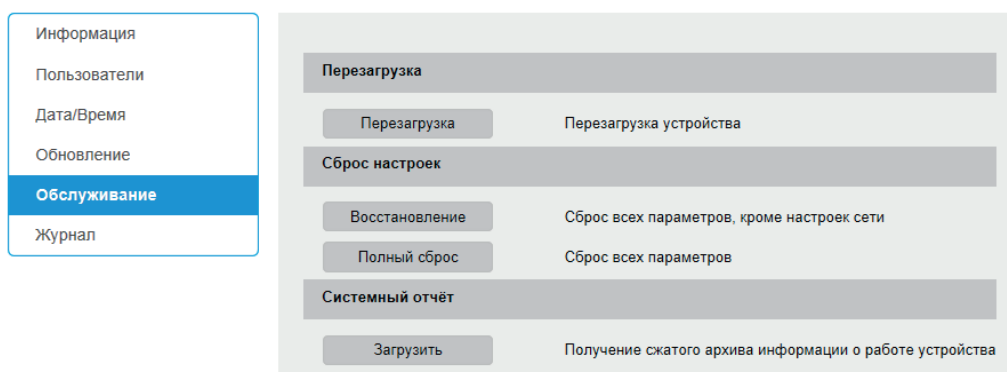 Информация
Пользователи
Дата/Время
Обновление
Обслуживание
Журнал
Перезагрузка
Перезагрузка Перезагрузка устройства
Сброс настроек
Восстановление Сброс всех параметров, кроме настроек сети
Полный сброс Сброс всех параметров
Системный отчёт
Загрузить Получение сжатого архива информации о работе устройства